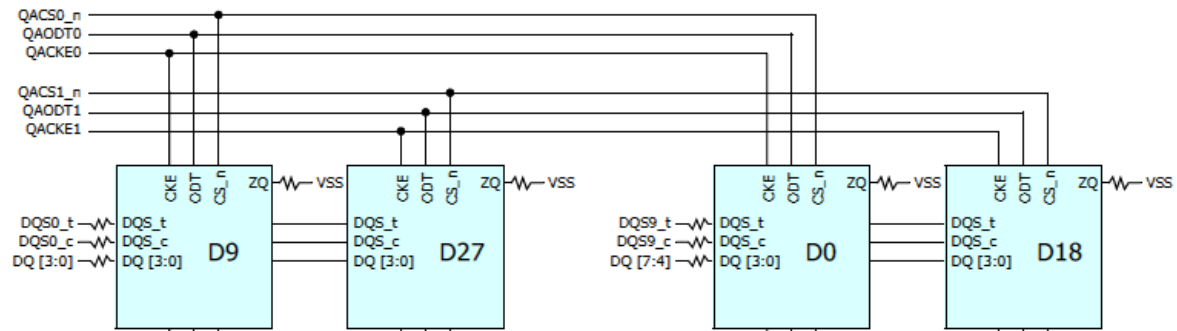 QACS0_n
QAODT0
QACKE0
QACS1_n
QAODT1
QACKE1
CKE ODT CS_n ZQ VSS CKE ODT CS_n ZQ VSS CKE ODT CS_n ZQ VSS CKE ODT CS_n ZQ VSS
DQS0_t DQS_t DQS_t DQS9_t DQS_t DQS_t
DQS0_c DQS_c D9 DQS_c D27 DQS9_c DQS_c D0 DQS_c D18
DQ [3:0] DQ [3:0] DQ [3:0] DQ [7:4] DQ [3:0] DQ [3:0]